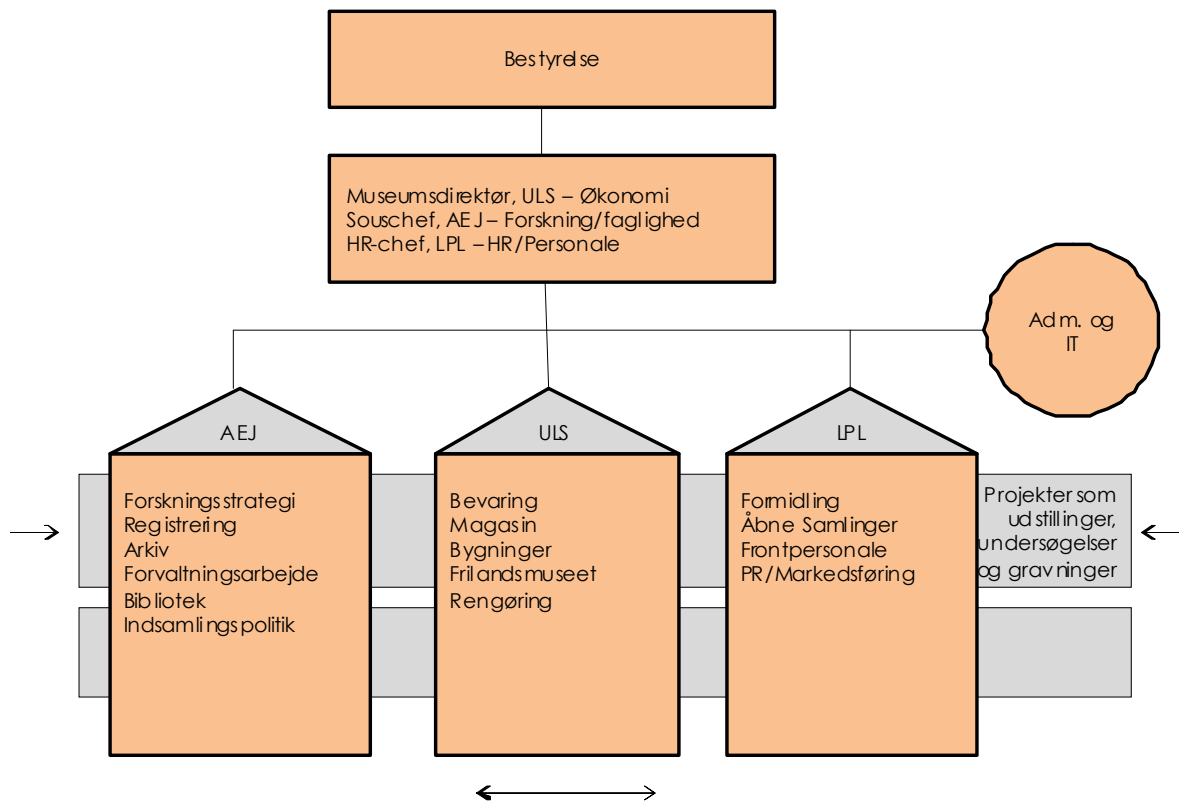 Bestyrelse
Museumsdirektør, ULS – Økonomi
Souschef, AEJ – Forskning/faglighed
HR-chef, LPL – HR/Personale
Adm. og
IT
AEJ
ULS
LPL
Forskningsstrategi
Registrering
Arkiv
Forvaltningsarbejde
Bibliotek
Indsamlingspolitik
Bevaring
Magasin
Bygninger
Frilandsmuseet
Rengøring
Formidling
Åbne Samlinger
Frontpersonale
PR/Markedsføring
Projekter som
udstillinger,
undersøgelser
og gravninger